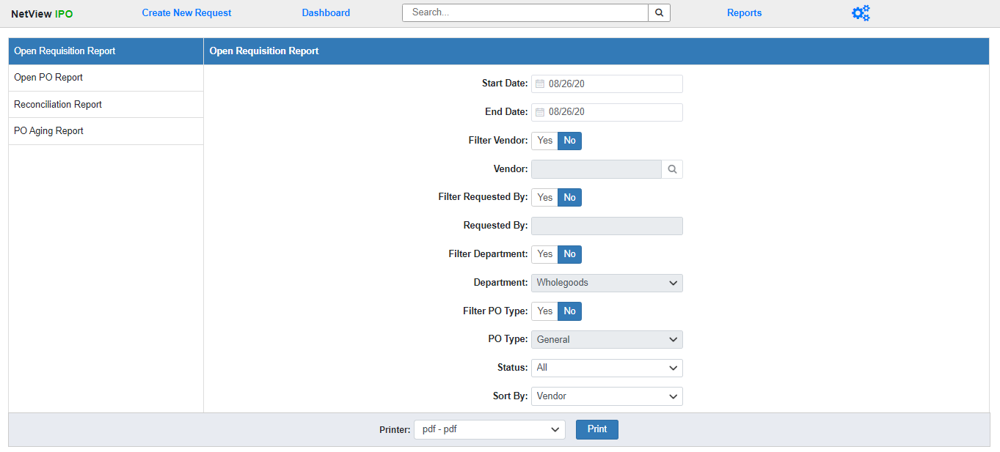 NetView IPO Create New Request Dashboard Search... Reports
Open Requisition Report
Open PO Report
Reconciliation Report
PO Aging Report
Open Requisition Report
Start Date: 08/26/20
End Date: 08/26/20
Filter Vendor: Yes No
Vendor:
Filter Requested By: Yes No
Requested By:
Filter Department: Yes No
Department: Wholegoods
Filter PO Type: Yes No
PO Type: General
Status: All
Sort By: Vendor
Printer: pdf - pdf Print